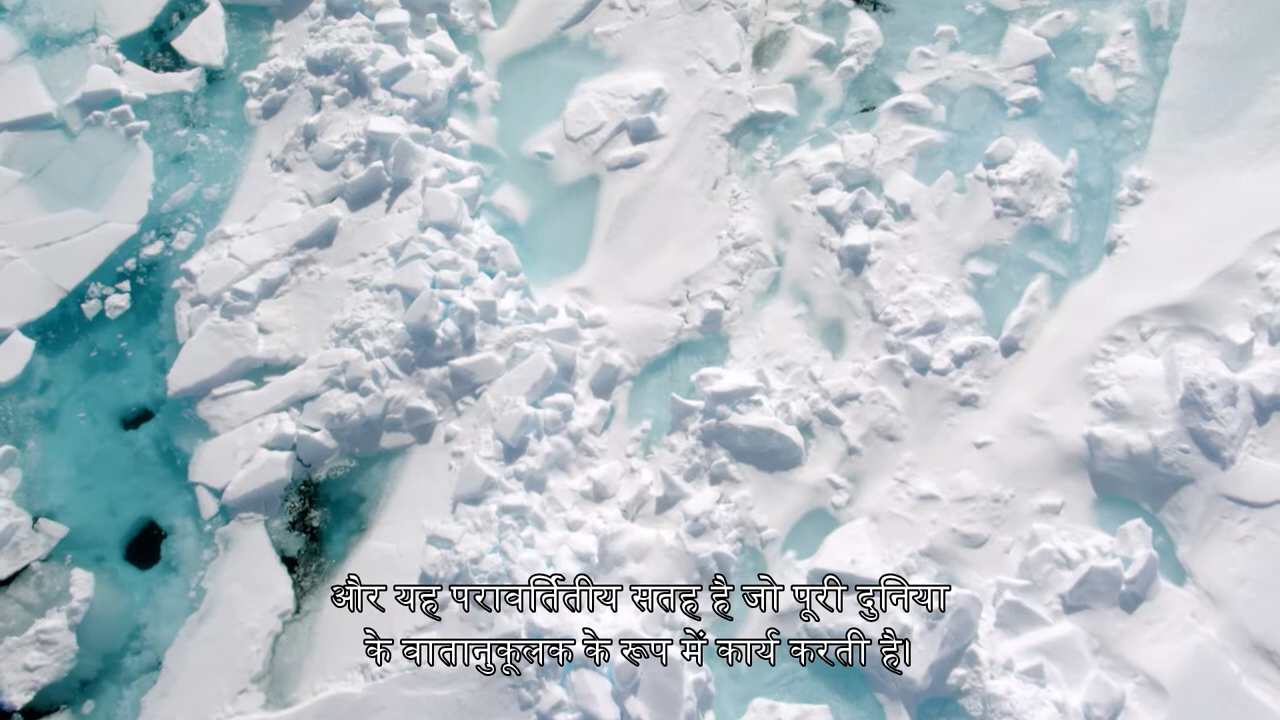 और यह परावर्तितीय सतह है जो पूरी दुनिया
के वातानुकूलक के रूप में कार्य करती है।